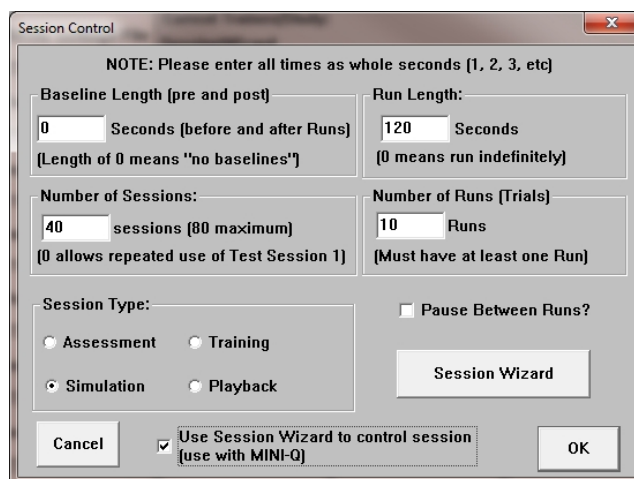 Session Control
NOTE: Please enter all times as whole seconds (1, 2, 3, etc)
Baseline Length (pre and post)
0 Seconds (before and after Runs)
(Length of 0 means "no baselines")
Run Length:
120 Seconds
(0 means run indefinitely)
Number of Sessions:
40 sessions (80 maximum)
(0 allows repeated use of Test Session 1)
Number of Runs (Trials)
10 Runs
(Must have at least one Run)
Session Type:
Assessment Training
Simulation Playback
Pause Between Runs?
Session Wizard
Cancel
Use Session Wizard to control session
(use with MINI-Q)
OK